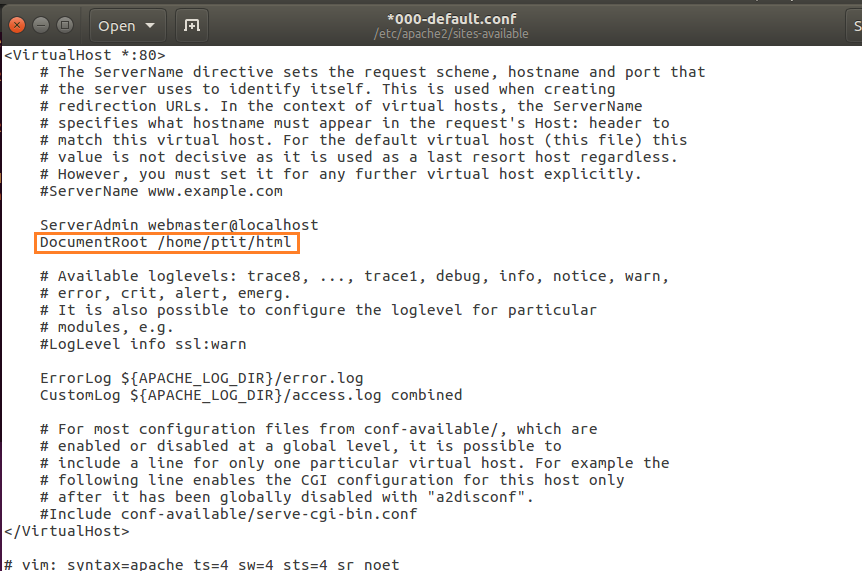 Open
*000-default.conf
/etc/apache2/sites-available
S
<VirtualHost *:80>
# The ServerName directive sets the request scheme, hostname and port that
# the server uses to identify itself. This is used when creating
# redirection URLs. In the context of virtual hosts, the ServerName
# specifies what hostname must appear in the request's Host: header to
# match this virtual host. For the default virtual host (this file) this
# value is not decisive as it is used as a last resort host regardless.
# However, you must set it for any further virtual host explicitly.
#ServerName www.example.com
ServerAdmin webmaster@localhost
DocumentRoot /home/ptit/html
# Available loglevels: trace8, ..., trace1, debug, info, notice, warn,
# error, crit, alert, emerg.
# It is also possible to configure the loglevel for particular
# modules, e.g.
#LogLevel info ssl:warn
ErrorLog ${APACHE_LOG_DIR}/error.log
CustomLog ${APACHE_LOG_DIR}/access.log combined
# For most configuration files from conf-available/, which are
# enabled or disabled at a global level, it is possible to
# include a line for only one particular virtual host. For example the
# following line enables the CGI configuration for this host only
# after it has been globally disabled with "a2disconf".
#Include conf-available/serve-cgi-bin.conf
</VirtualHost>
# vim: syntax=apache ts=4 sw=4 sts=4 sr noet